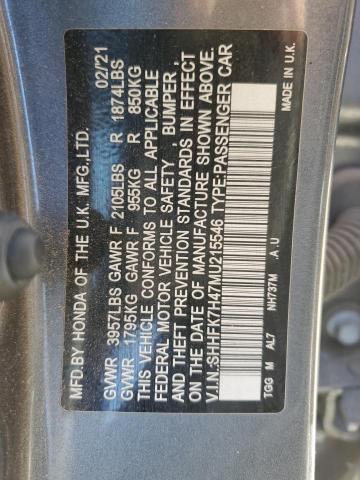 MFD.BY HONDA OF THE U.K. MFG.,LTD. 02/'21
GVWR 3957LBS GAWR F 2105LBS R 1874LBS
GVWR 1795KG GAWR F 955KG R 850KG
THIS VEHICLE CONFORMS TO ALL APPLICABLE
FEDERAL MOTOR VEHICLE SAFETY , BUMPER ,
AND THEFT PREVENTION STANDARDS IN EFFECT
ON THE DATE OF MANUFACTURE SHOWN ABOVE.
V.I.N.:SHHFK7H47MU215546 TYPE:PASSENGER CAR
TGG M AL7 NH737M A . U MADE IN U.K.